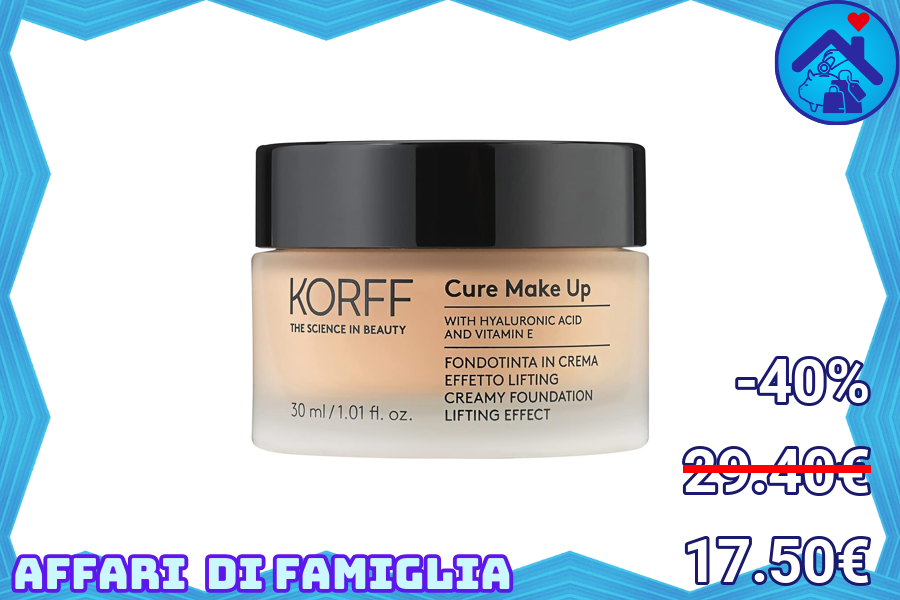 KORFF
THE SCIENCE IN BEAUTY
30 ml / 1.01 fl. oz.
Cure Make Up
WITH HYALURONIC ACID
AND VITAMIN E
FONDOTINTA IN CREMA
EFFETTO LIFTING
CREAMY FOUNDATION
LIFTING EFFECT
-40%
29.40€
17.50€
AFFARI DI FAMIGLIA